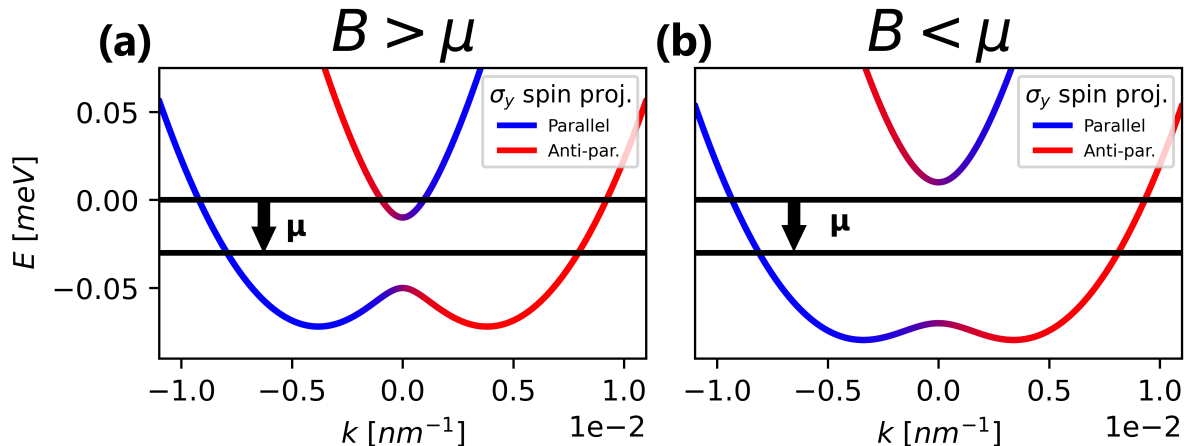 (a) B > μ
(b) B < μ
σ_y spin proj.
Parallel
Anti-par.
σ_y spin proj.
Parallel
Anti-par.
E [meV]
0.05
0.00
−0.05
μ
μ
−1.0 −0.5 0.0 0.5 1.0
1e−2
k [nm⁻¹]
−1.0 −0.5 0.0 0.5 1.0
1e−2
k [nm⁻¹]